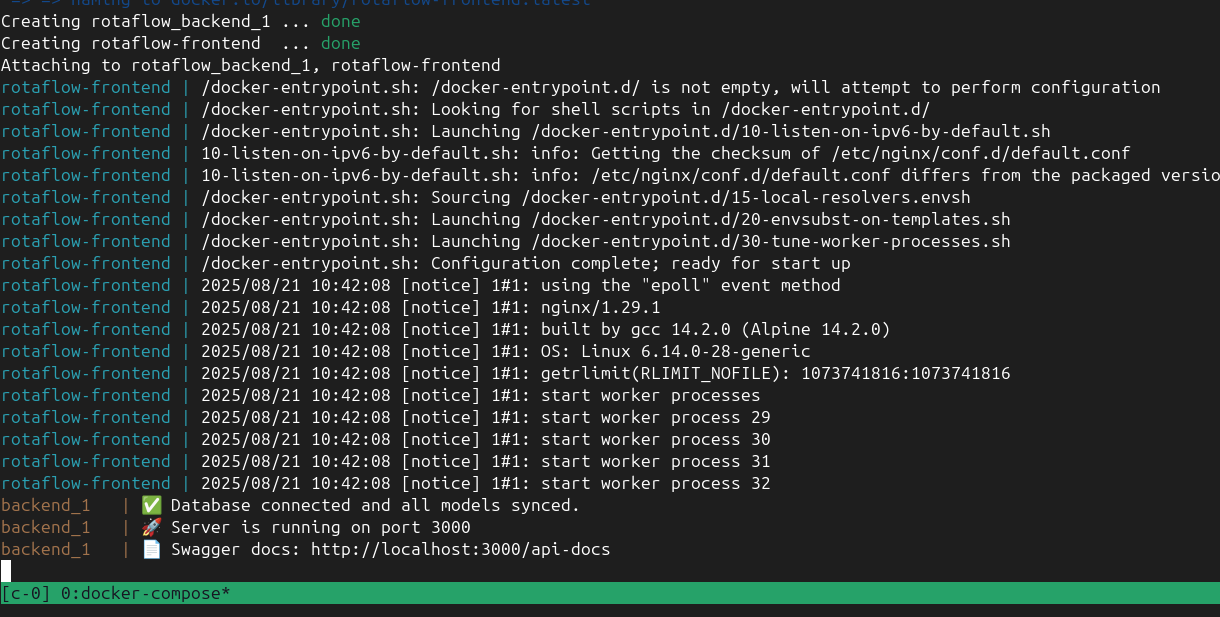 => => naming to docker.io/library/rotaflow-frontend:latest
Creating rotaflow_backend_1 ... done
Creating rotaflow-frontend  ... done
Attaching to rotaflow_backend_1, rotaflow-frontend
rotaflow-frontend | /docker-entrypoint.sh: /docker-entrypoint.d/ is not empty, will attempt to perform configuration
rotaflow-frontend | /docker-entrypoint.sh: Looking for shell scripts in /docker-entrypoint.d/
rotaflow-frontend | /docker-entrypoint.sh: Launching /docker-entrypoint.d/10-listen-on-ipv6-by-default.sh
rotaflow-frontend | 10-listen-on-ipv6-by-default.sh: info: Getting the checksum of /etc/nginx/conf.d/default.conf
rotaflow-frontend | 10-listen-on-ipv6-by-default.sh: info: /etc/nginx/conf.d/default.conf differs from the packaged versio
rotaflow-frontend | /docker-entrypoint.sh: Sourcing /docker-entrypoint.d/15-local-resolvers.envsh
rotaflow-frontend | /docker-entrypoint.sh: Launching /docker-entrypoint.d/20-envsubst-on-templates.sh
rotaflow-frontend | /docker-entrypoint.sh: Launching /docker-entrypoint.d/30-tune-worker-processes.sh
rotaflow-frontend | /docker-entrypoint.sh: Configuration complete; ready for start up
rotaflow-frontend | 2025/08/21 10:42:08 [notice] 1#1: using the "epoll" event method
rotaflow-frontend | 2025/08/21 10:42:08 [notice] 1#1: nginx/1.29.1
rotaflow-frontend | 2025/08/21 10:42:08 [notice] 1#1: built by gcc 14.2.0 (Alpine 14.2.0)
rotaflow-frontend | 2025/08/21 10:42:08 [notice] 1#1: OS: Linux 6.14.0-28-generic
rotaflow-frontend | 2025/08/21 10:42:08 [notice] 1#1: getrlimit(RLIMIT_NOFILE): 1073741816:1073741816
rotaflow-frontend | 2025/08/21 10:42:08 [notice] 1#1: start worker processes
rotaflow-frontend | 2025/08/21 10:42:08 [notice] 1#1: start worker process 29
rotaflow-frontend | 2025/08/21 10:42:08 [notice] 1#1: start worker process 30
rotaflow-frontend | 2025/08/21 10:42:08 [notice] 1#1: start worker process 31
rotaflow-frontend | 2025/08/21 10:42:08 [notice] 1#1: start worker process 32
backend_1   | ✅ Database connected and all models synced.
backend_1   | 🚀 Server is running on port 3000
backend_1   | 📄 Swagger docs: http://localhost:3000/api-docs
[c-0] 0:docker-compose*